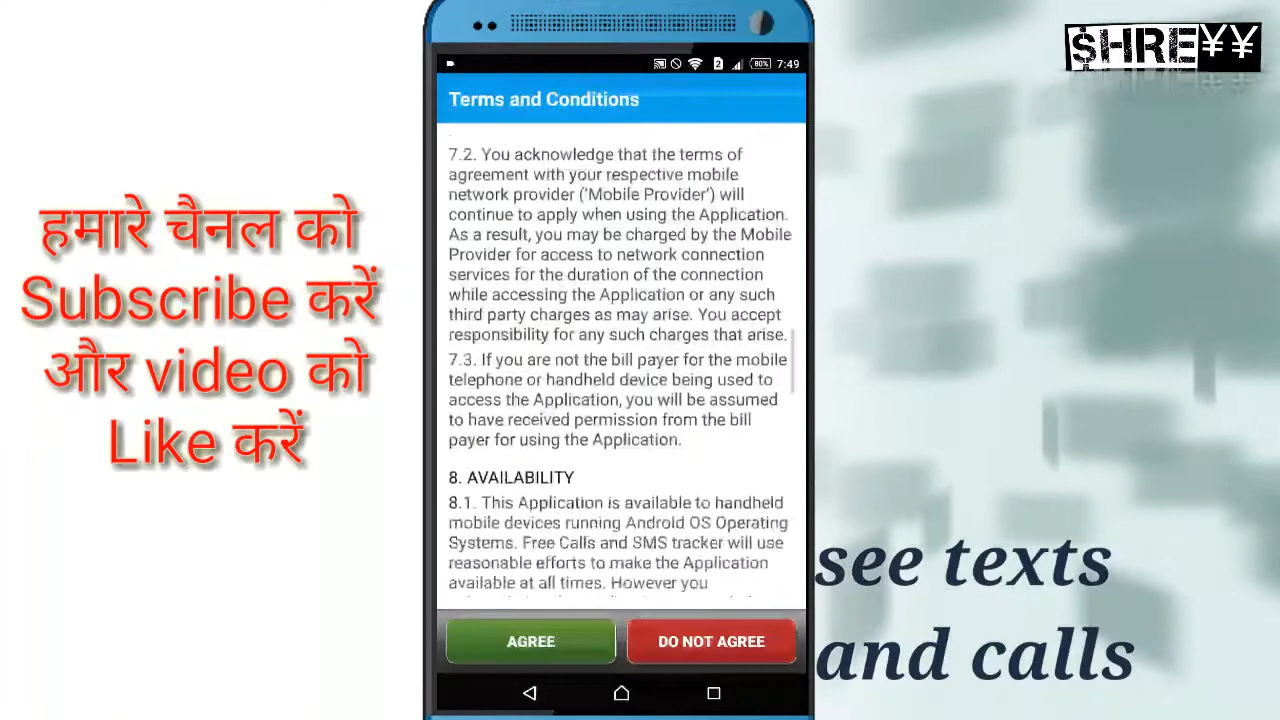 $HRE¥¥
हमारे चैनल को
Subscribe करें
और video को
Like करें
80%
7:49
Terms and Conditions
7.2. You acknowledge that the terms of
agreement with your respective mobile
network provider ('Mobile Provider') will
continue to apply when using the Application.
As a result, you may be charged by the Mobile
Provider for access to network connection
services for the duration of the connection
while accessing the Application or any such
third party charges as may arise. You accept
responsibility for any such charges that arise.
7.3. If you are not the bill payer for the mobile
telephone or handheld device being used to
access the Application, you will be assumed
to have received permission from the bill
payer for using the Application.
8. AVAILABILITY
8.1. This Application is available to handheld
mobile devices running Android OS Operating
Systems. Free Calls and SMS tracker will use
reasonable efforts to make the Application
available at all times. However you
AGREE
DO NOT AGREE
see texts
and calls